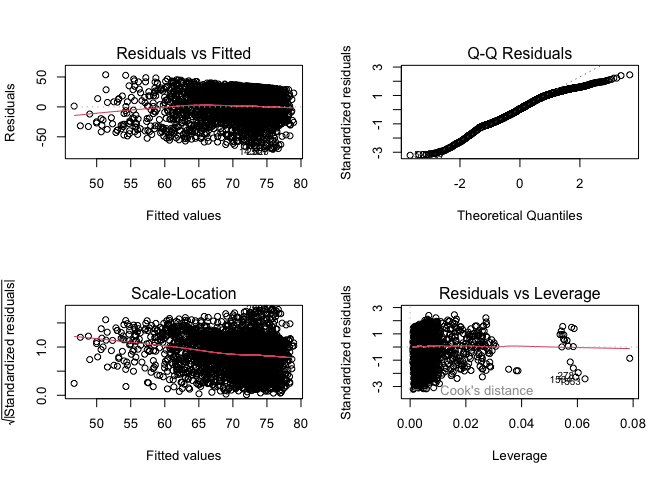 Residuals vs Fitted
Residuals
50
0
-50
50 55 60 65 70 75 80
Fitted values
Q-Q Residuals
Standardized residuals
3
1
-1
-3
-2 0 2
Theoretical Quantiles
Scale-Location
√|Standardized residuals|
1.0
0.0
50 55 60 65 70 75 80
Fitted values
Residuals vs Leverage
Standardized residuals
3
1
-1
-3
Cook's distance
0.00 0.02 0.04 0.06 0.08
Leverage